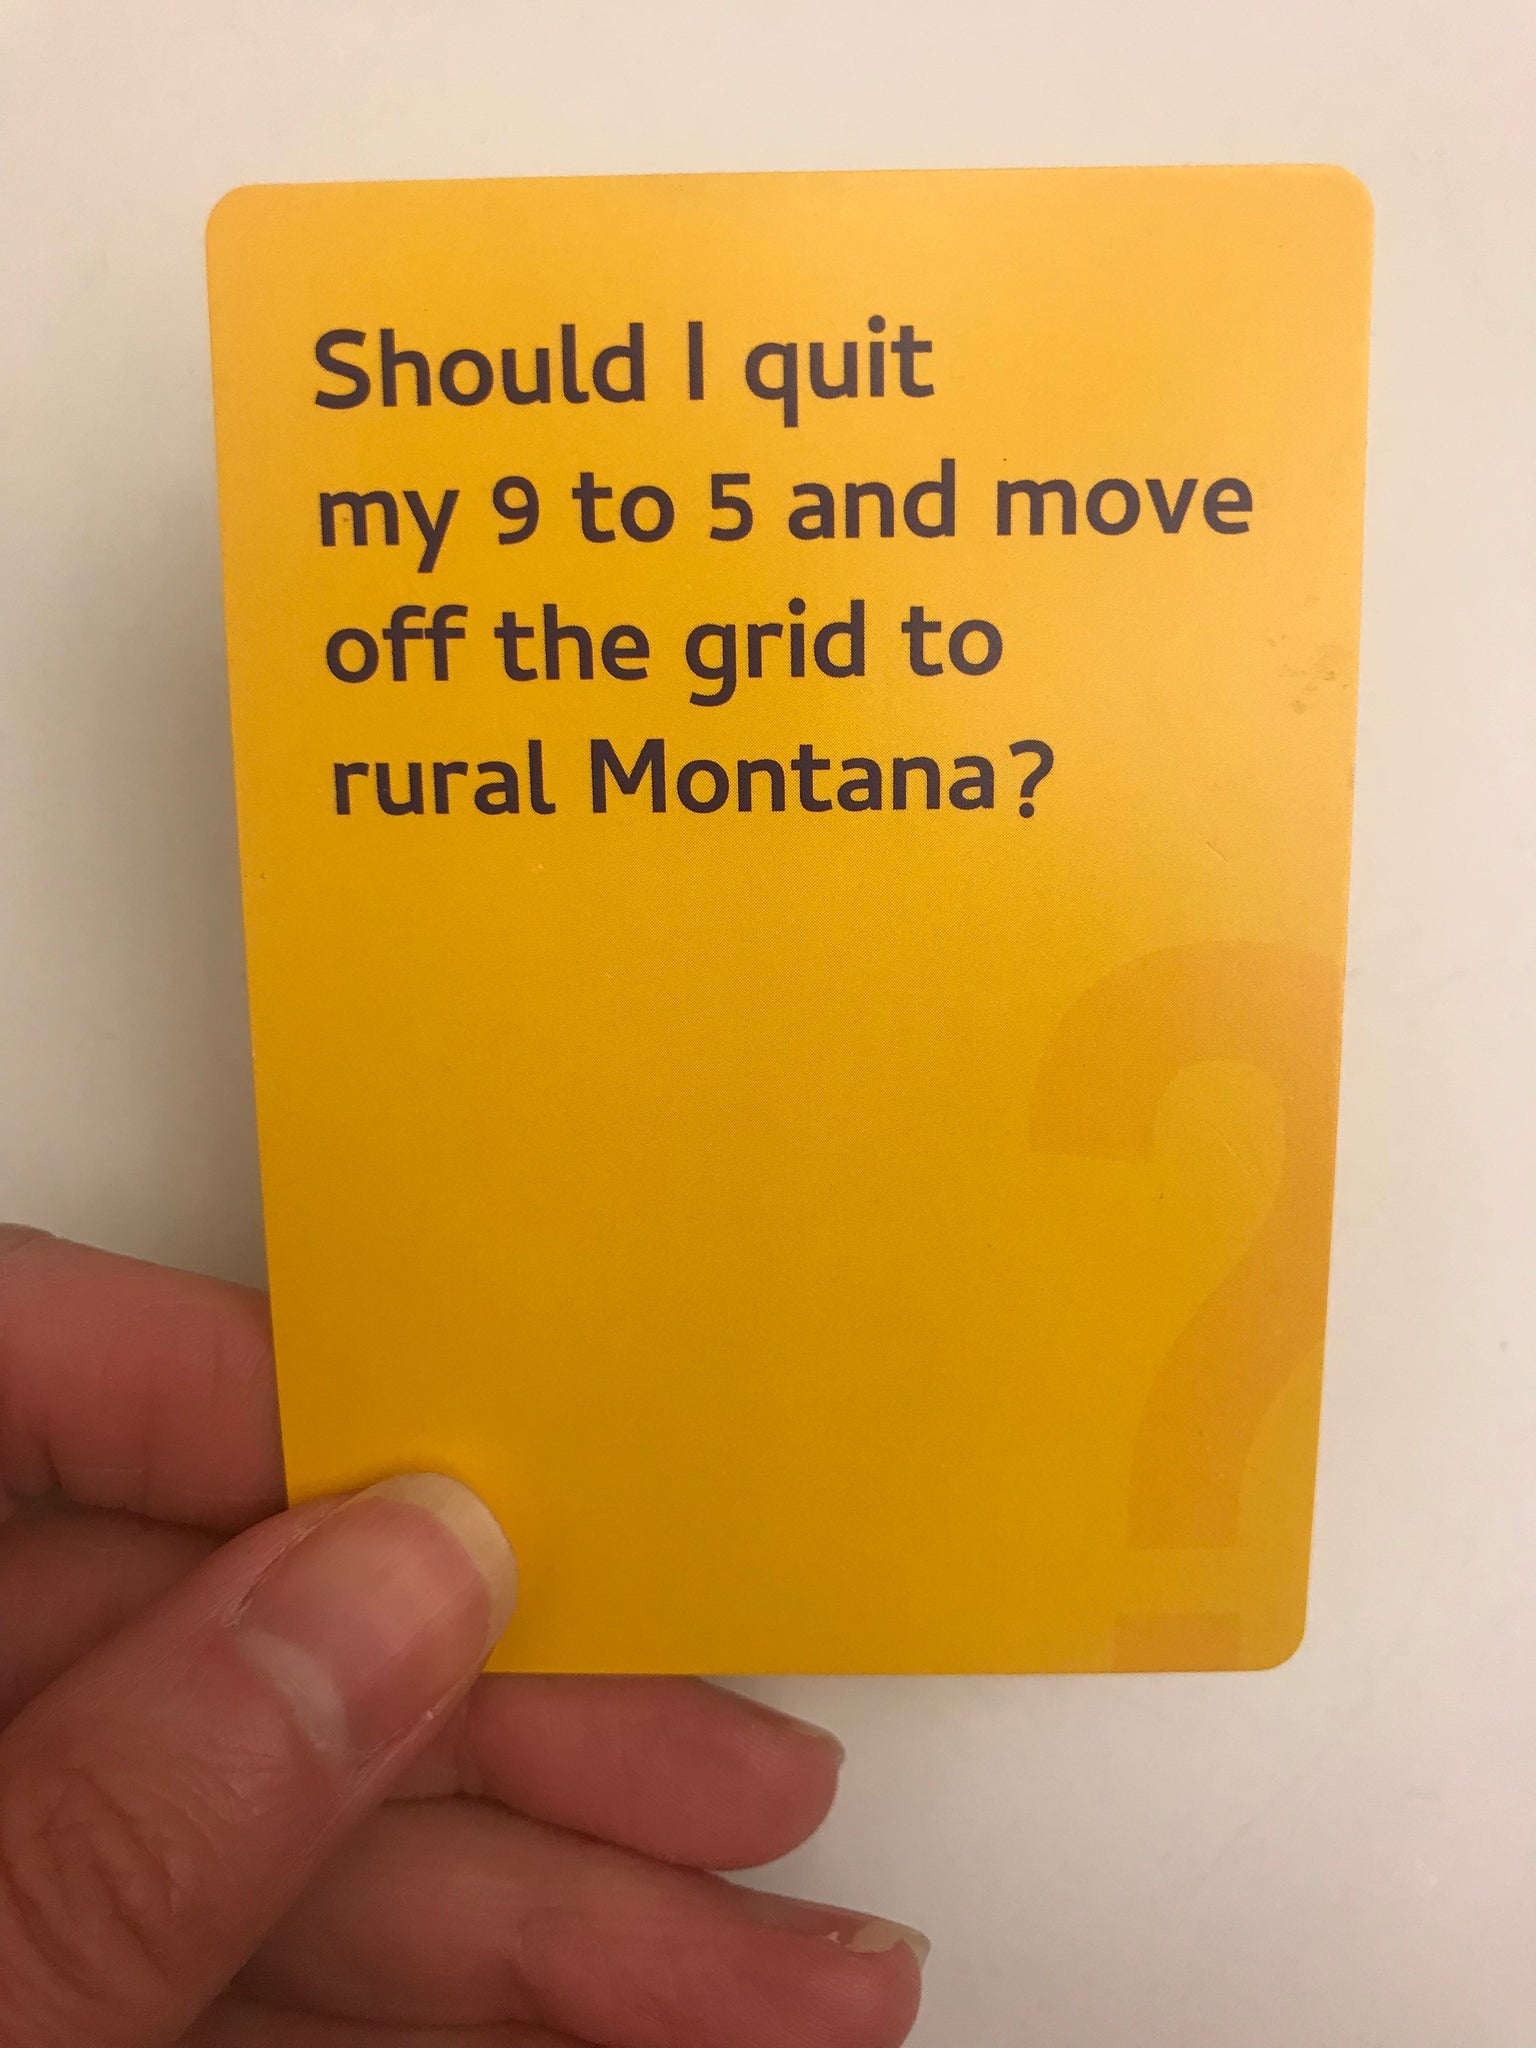 Should I quit
my 9 to 5 and move
off the grid to
rural Montana?
?